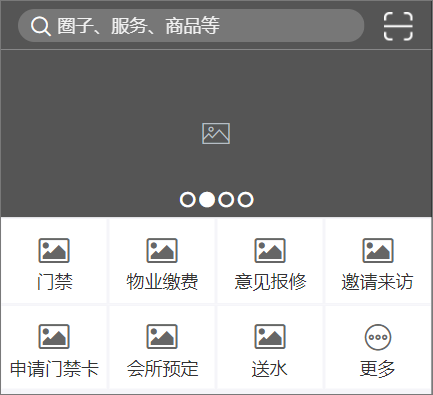 圈子、服务、商品等
门禁 物业缴费 意见报修 邀请来访
申请门禁卡 会所预定 送水 更多